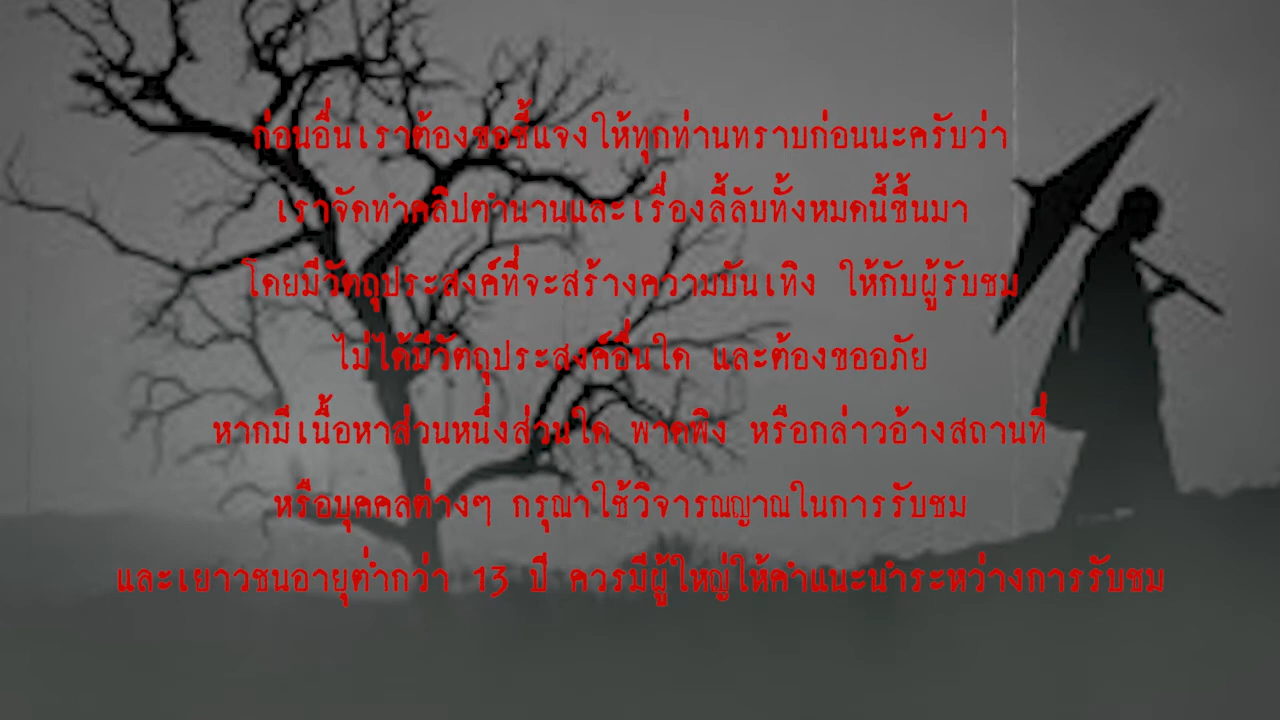 ก่อนอื่นเราต้องขอชี้แจงให้ทุกท่านทราบก่อนนะครับว่า
เราจัดทำคลิปตำนานและเรื่องลี้ลับทั้งหมดนี้ขึ้นมา
โดยมีวัตถุประสงค์ที่จะสร้างความบันเทิง ให้กับผู้รับชม
ไม่ได้มีวัตถุประสงค์อื่นใด และต้องขออภัย
หากมีเนื้อหาส่วนหนึ่งส่วนใด พาดพิง หรือกล่าวอ้างสถานที่
หรือบุคคลต่างๆ กรุณาใช้วิจารณญาณในการรับชม
และเยาวชนอายุต่ำกว่า 13 ปี ควรมีผู้ใหญ่ให้คำแนะนำระหว่างการรับชม